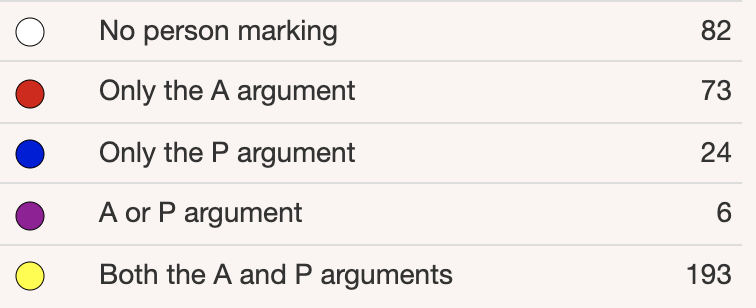 No person marking 82
Only the A argument 73
Only the P argument 24
A or P argument 6
Both the A and P arguments 193